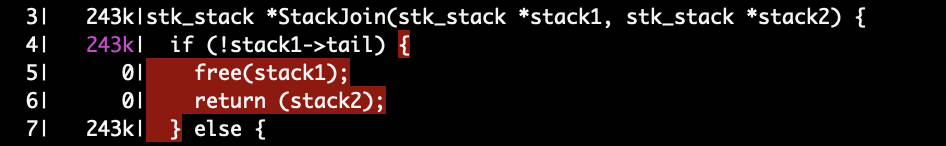 3|   243k|stk_stack *StackJoin(stk_stack *stack1, stk_stack *stack2) {
4|   243k|  if (!stack1->tail) {
5|      0|    free(stack1);
6|      0|    return (stack2);
7|   243k|  } else {